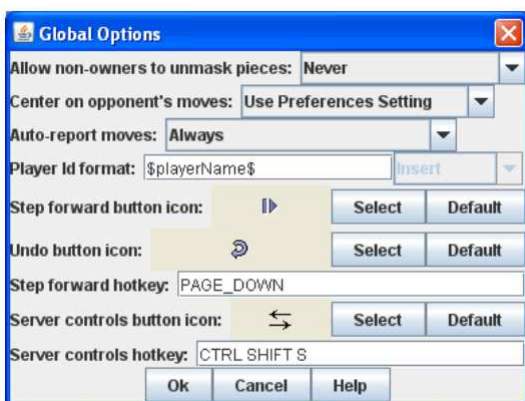 Global Options
Allow non-owners to unmask pieces: Never
Center on opponent's moves: Use Preferences Setting
Auto-report moves: Always
Player Id format: $playerName$ Insert
Step forward button icon: Select Default
Undo button icon: Select Default
Step forward hotkey: PAGE_DOWN
Server controls button icon: Select Default
Server controls hotkey: CTRL SHIFT S
Ok Cancel Help